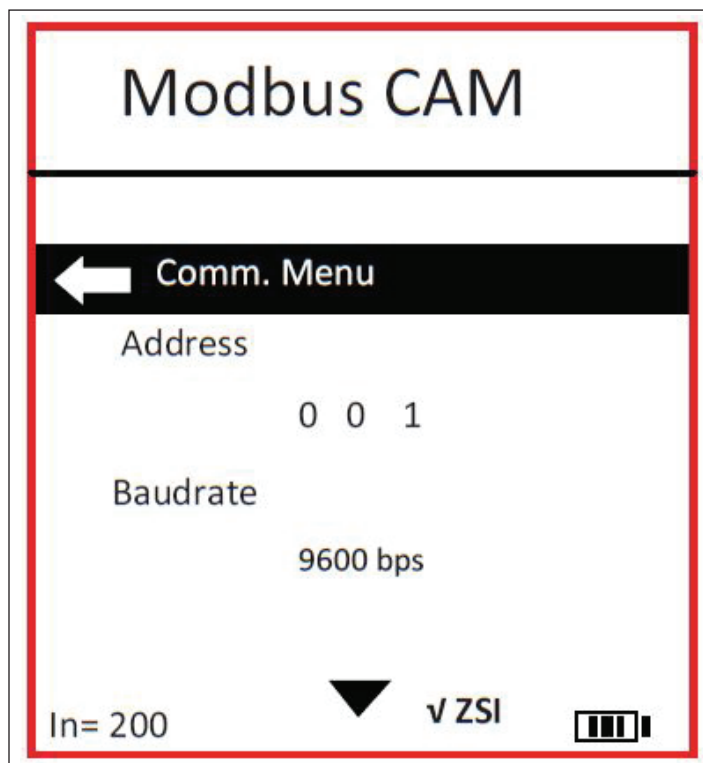 Modbus CAM
Comm. Menu
Address
0 0 1
Baudrate
9600 bps
In= 200 √ ZSI